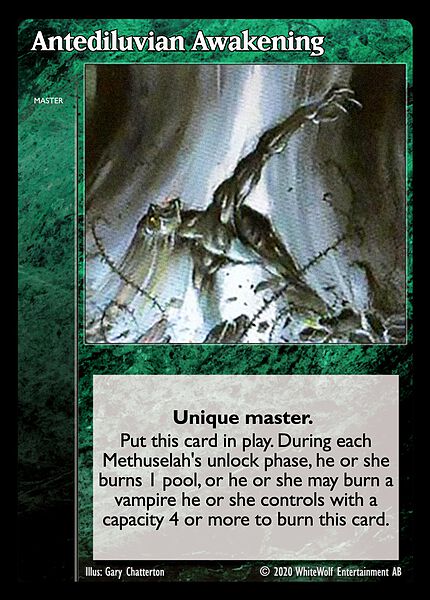 Antediluvian Awakening
MASTER
Unique master.
Put this card in play. During each
Methuselah's unlock phase, he or she
burns 1 pool, or he or she may burn a
vampire he or she controls with a
capacity 4 or more to burn this card.
Illus: Gary Chatterton
© 2020 WhiteWolf Entertainment AB